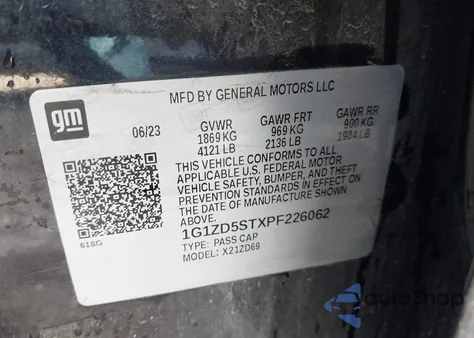 MFD BY GENERAL MOTORS LLC
gm
06/23
GVWR
1869 KG
4121 LB
GAWR FRT
969 KG
2136 LB
GAWR RR
900 KG
1984 LB
THIS VEHICLE CONFORMS TO ALL
APPLICABLE U.S. FEDERAL MOTOR
VEHICLE SAFETY, BUMPER, AND THEFT
PREVENTION STANDARDS IN EFFECT ON
THE DATE OF MANUFACTURE SHOWN ABOVE.
1G1ZD5STXPF226062
TYPE: PASS CAP
MODEL: X21ZD69
618G
AutoSnap